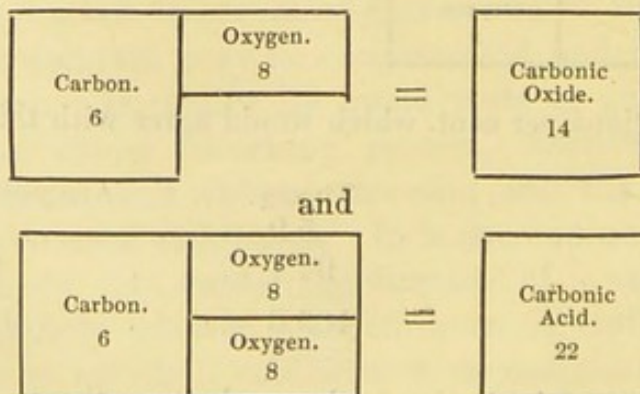 Carbon.
6
Oxygen.
8
=
Carbonic
Oxide.
14
and
Carbon.
6
Oxygen.
8
Oxygen.
8
=
Carbonic
Acid.
22